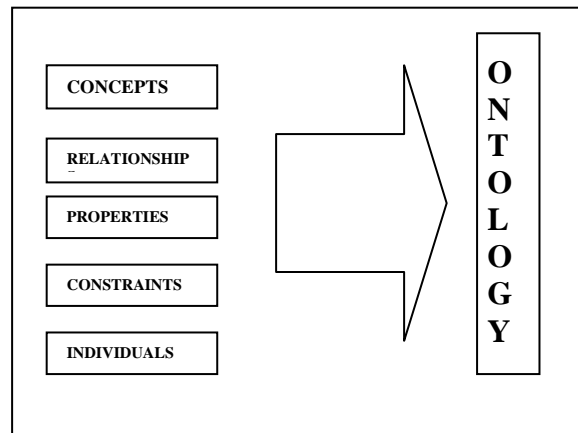 CONCEPTS
RELATIONSHIP
PROPERTIES
CONSTRAINTS
INDIVIDUALS
O
N
T
O
L
O
G
Y